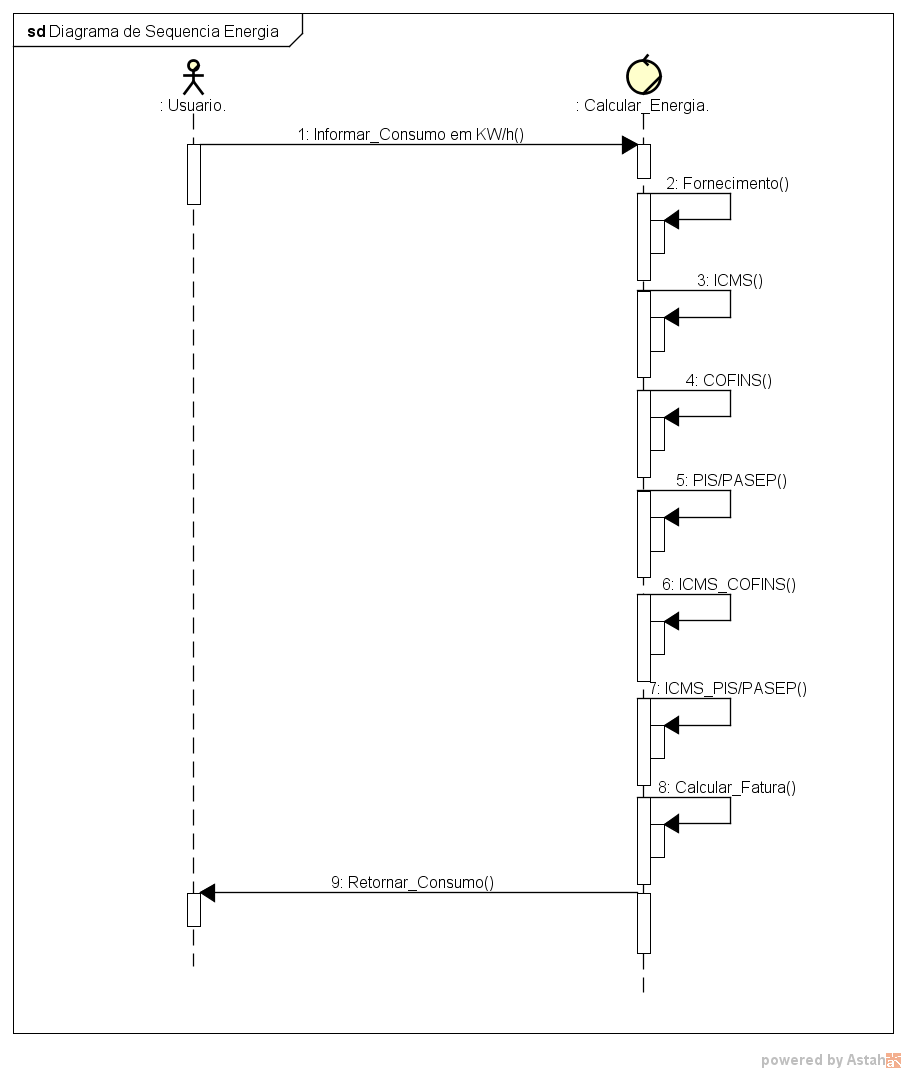 sd Diagrama de Sequencia Energia
: Usuario.
: Calcular_Energia.
1: Informar_Consumo em KW/h()
2: Fornecimento()
3: ICMS()
4: COFINS()
5: PIS/PASEP()
6: ICMS_COFINS()
7: ICMS_PIS/PASEP()
8: Calcular_Fatura()
9: Retornar_Consumo()
powered by Astah